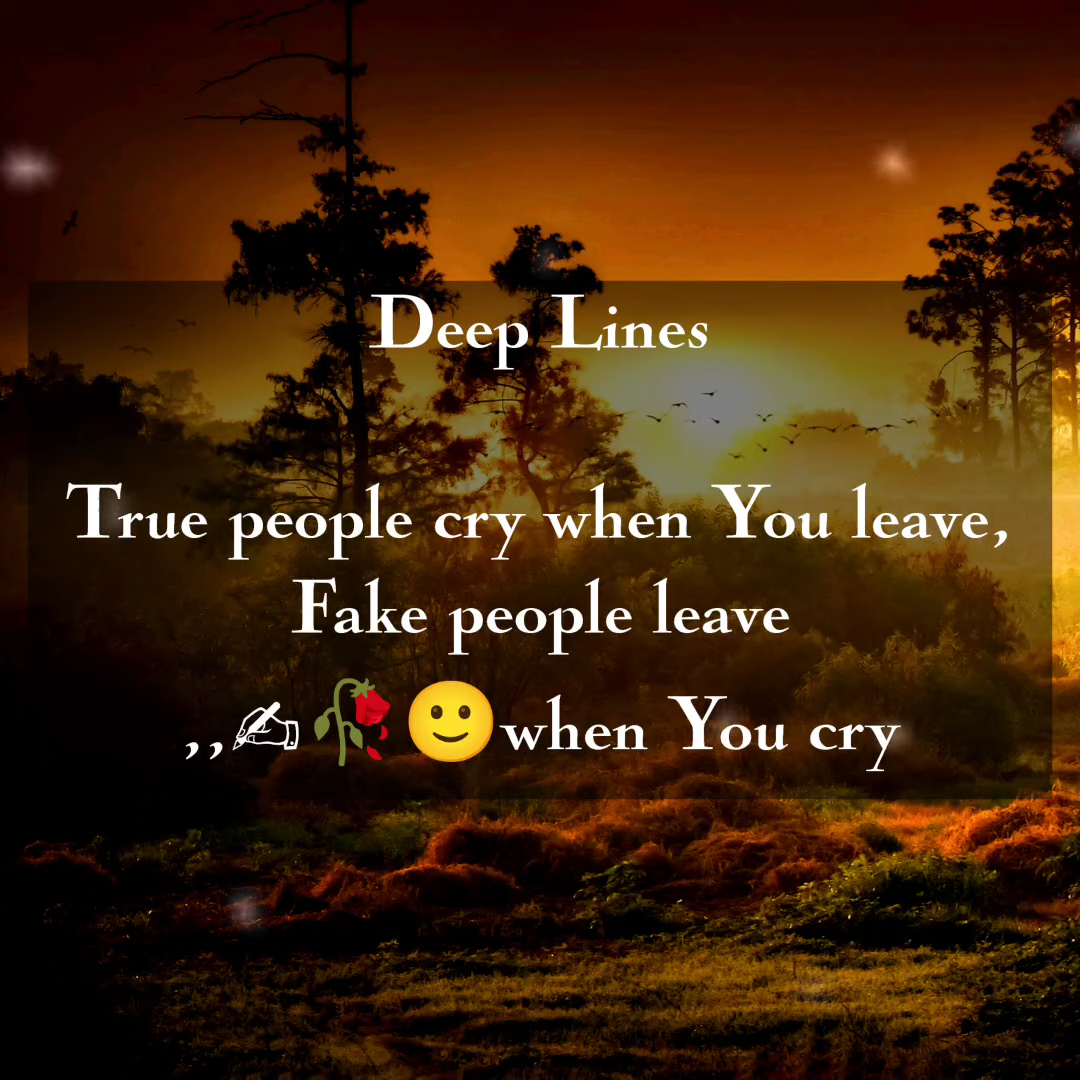 Deep Lines
True people cry when You leave,
Fake people leave
,,✍️🥀🙂when You cry